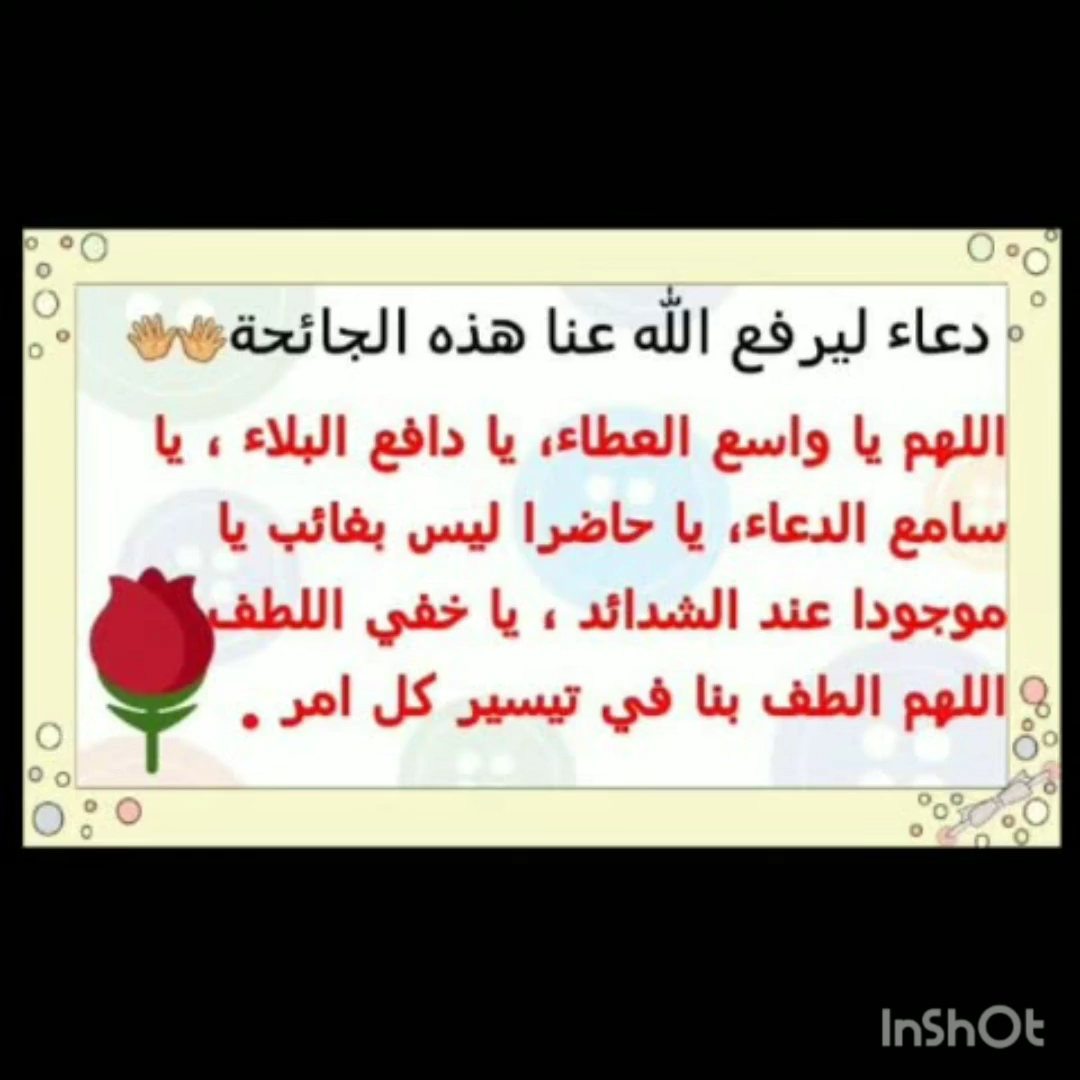 دعاء ليرفع الله عنا هذه الجائحة👐👐
اللهم يا واسع العطاء، يا دافع البلاء ، يا
سامع الدعاء، يا حاضرا ليس بغائب يا
موجودا عند الشدائد ، يا خفي اللطف
اللهم الطف بنا في تيسير كل امر .
InShOt